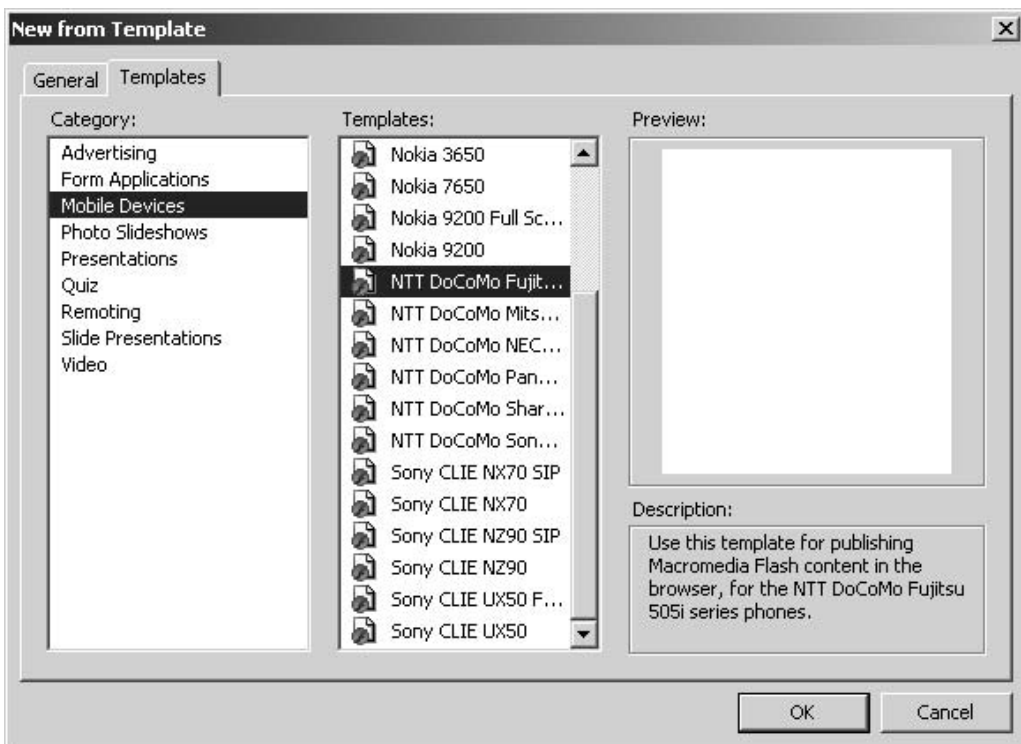 New from Template
General
Templates
Category:
Advertising
Form Applications
Mobile Devices
Photo Slideshows
Presentations
Quiz
Remoting
Slide Presentations
Video
Templates:
Nokia 3650
Nokia 7650
Nokia 9200 Full Sc...
Nokia 9200
NTT DoCoMo Fujit...
NTT DoCoMo Mits...
NTT DoCoMo NEC...
NTT DoCoMo Pan...
NTT DoCoMo Shar...
NTT DoCoMo Son...
Sony CLIE NX70 SIP
Sony CLIE NX70
Sony CLIE NZ90 SIP
Sony CLIE NZ90
Sony CLIE UX50 F...
Sony CLIE UX50
Preview:
Description:
Use this template for publishing
Macromedia Flash content in the
browser, for the NTT DoCoMo Fujitsu
505i series phones.
OK
Cancel